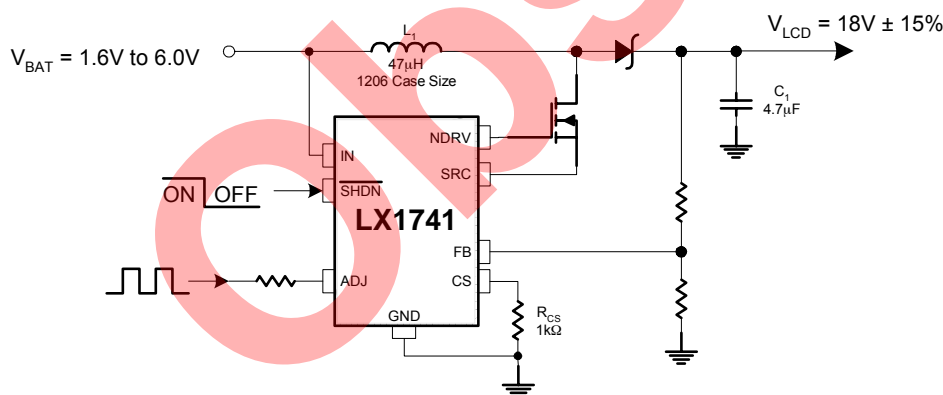 V_LCD = 18V ± 15%
V_BAT = 1.6V to 6.0V
L₁
47µH
1206 Case Size
C₁
4.7µF
NDRV
IN
SRC
SHDN
ON OFF
LX1741
FB
ADJ
CS
GND
R_CS
1kΩ